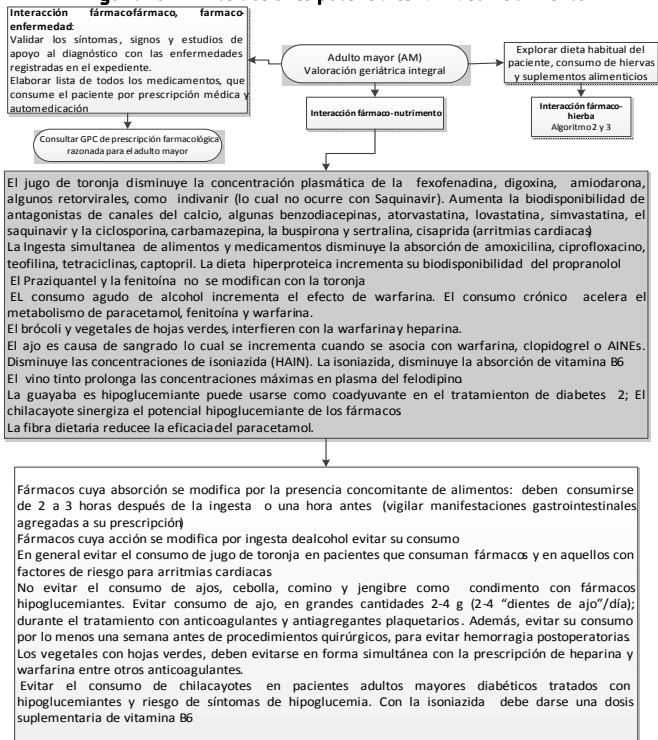 Interacción fármacofármaco, farmaco-
enfermedad:
Validar los síntomas, signos y estudios de
apoyo al diagnóstico con las enfermedades
registradas en el expediente.
Elaborar lista de todos los medicamentos, que
consume el paciente por prescripción médica y
automedicación
Adulto mayor (AM)
Valoración geriátrica integral
Explorar dieta habitual del
paciente, consumo de hiervas
y suplementos alimenticios
Consultar GPC de prescripción farmacológica
razonada para el adulto mayor
Interacción fármaco-nutrimento
Interacción fármaco-
hierba
Algoritmo 2 y 3
El jugo de toronja disminuye la concentración plasmática de la fexofenadina, digoxina, amiodarona,
algunos retorvirales, como indivanir (lo cual no ocurre con Saquinavir). Aumenta la biodisponibilidad de
antagonistas de canales del calcio, algunas benzodiacepinas, atorvastatina, lovastatina, simvastatina, el
saquinavir y la ciclosporina, carbamazepina, la buspirona y sertralina, cisaprida (arritmias cardiacas)
La Ingesta simultanea de alimentos y medicamentos disminuye la absorción de amoxicilina, ciprofloxacino,
teofilina, tetraciclinas, captopril. La dieta hiperproteica incrementa su biodisponibilidad del propranolol
El Praziquantel y la fenitoína no se modifican con la toronja
EL consumo agudo de alcohol incrementa el efecto de warfarina. El consumo crónico acelera el
metabolismo de paracetamol, fenitoína y warfarina.
El brócoli y vegetales de hojas verdes, interfieren con la warfarina y heparina.
El ajo es causa de sangrado lo cual se incrementa cuando se asocia con warfarina, clopidogrel o AINEs.
Disminuye las concentraciones de isoniazida (HAIN). La isoniazida, disminuye la absorción de vitamina B6
El vino tinto prolonga las concentraciones máximas en plasma del felodipino.
La guayaba es hipoglucemiante puede usarse como coadyuvante en el tratamienton de diabetes 2; El
chilacayote sinergiza el potencial hipoglucemiante de los fármacos
La fibra dietaria reducee la eficacia del paracetamol.
Fármacos cuya absorción se modifica por la presencia concomitante de alimentos: deben consumirse
de 2 a 3 horas después de la ingesta o una hora antes (vigilar manifestaciones gastrointestinales
agregadas a su prescripción)
Fármacos cuya acción se modifica por ingesta dealcohol evitar su consumo
En general evitar el consumo de jugo de toronja en pacientes que consuman fármacos y en aquellos con
factores de riesgo para arritmias cardiacas
No evitar el consumo de ajos, cebolla, comino y jengibre como condimento con fármacos
hipoglucemiantes. Evitar consumo de ajo, en grandes cantidades 2-4 g (2-4 "dientes de ajo"/día);
durante el tratamiento con anticoagulantes y antiagregantes plaquetarios. Además, evitar su consumo
por lo menos una semana antes de procedimientos quirúrgicos, para evitar hemorragia postoperatorias.
Los vegetales con hojas verdes, deben evitarse en forma simultánea con la prescripción de heparina y
warfarina entre otros anticoagulantes.
Evitar el consumo de chilacayotes en pacientes adultos mayores diabéticos tratados con
hipoglucemiantes y riesgo de síntomas de hipoglucemia. Con la isoniazida debe darse una dosis
suplementaria de vitamina B6